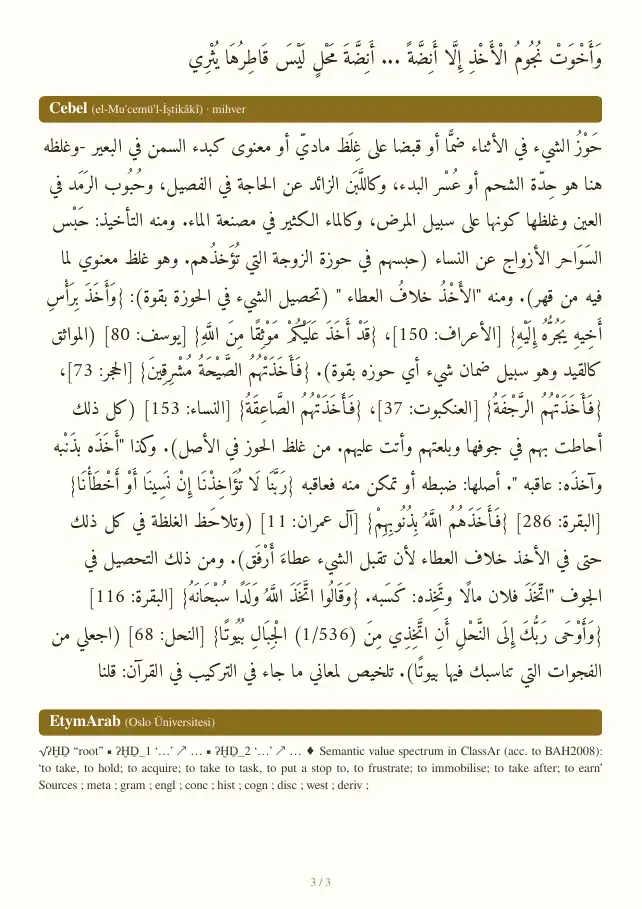 وَأَخْوَتْ نُجُومُ الْأَخْذِ إِلَّا أَنِضَّةً ... أَنِضَّةَ مَحْلٍ لَيْسَ قَاطِرُهَا يُثْرِي
Cebel (el-Mu'cemü'l-İştikâkî) · mihver
حَوْزُ الشيء في الأثناء ضمًّا أو قبضا على غِلَظ ماديّ أو معنوى كبدء السمن في البعير -وغلظه
هنا هو حِدّة الشحم أو عُسْر البدء، وكاللَّبَن الزائد عن الحاجة في الفصيل، وحُبُوب الرَمَد في
العين وغلظها كونها على سبيل المرض، وكالماء الكثير في مصنعة الماء. ومنه التأخيذ: حَبْس
السَوَاحر الأزواج عن النساء (حبسهم في حوزة الزوجة التي تُؤَخذُهم. وهو غلظ معنوي لما
فيه من قهر). ومنه "الأَخْذُ خلافُ العطاء " (تحصيل الشيء في الحوزة بقوة): {وَأَخَذَ بِرَأْسِ
أَخِيهِ يَجُرُّهُ إِلَيْهِ} [الأعراف: 150]، {قَدْ أَخَذَ عَلَيْكُمْ مَوْثِقًا مِنَ اللَّهِ} [يوسف: 80] (المواثق
كالقيد وهو سبيل ضمان شيء أي حوزه بقوة). {فَأَخَذَتْهُمُ الصَّيْحَةُ مُشْرِقِينَ} [الحجر: 73]،
{فَأَخَذَتْهُمُ الرَّجْفَةُ} [العنكبوت: 37]، {فَأَخَذَتْهُمُ الصَّاعِقَةُ} [النساء: 153] (كل ذلك
أحاطت بهم في جوفها وبلعتهم وأتت عليهم. من غلظ الحوز في الأصل). وكذا "أَخَذَه بذَنْبه
وآخذَه: عاقبه ". أصلها: ضبطه أو تمكن منه فعاقبه {رَبَّنَا لَا تُؤَاخِذْنَا إِنْ نَسِينَا أَوْ أَخْطَأْنَا}
[البقرة: 286] {فَأَخَذَهُمُ اللَّهُ بِذُنُوبِهِمْ} [آل عمران: 11] (وتلاحَظ الغلظة في كل ذلك
حتى في الأخذ خلاف العطاء لأن تقبل الشيء عطاءً أَرْفَق). ومن ذلك التحصيل في
الجوف "اتّخَذَ فلان مالًا وتَخِذه: كَسَبه. {وَقَالُوا اتَّخَذَ اللَّهُ وَلَدًا سُبْحَانَهُ} [البقرة: 116]
{وَأَوْحَى رَبُّكَ إِلَى النَّحْلِ أَنِ اتَّخِذِي مِنَ (1/536) الْجِبَالِ بُيُوتًا} [النحل: 68] (اجعلي من
الفجوات التي تناسبك فيها بيوتًا). تلخيص لمعاني ما جاء في التركيب في القرآن: قلنا
EtymArab (Oslo Üniversitesi)
√ʔḪḎ “root” ▪ ʔḪḎ_1 ‘…’ ↗ … ▪ ʔḪḎ_2 ‘…’ ↗ … ♦ Semantic value spectrum in ClassAr (acc. to BAH2008):
‘to take, to hold; to acquire; to take to task, to put a stop to, to frustrate; to immobilise; to take after; to earn’
Sources ; meta ; gram ; engl ; conc ; hist ; cogn ; disc ; west ; deriv ;
3 / 3